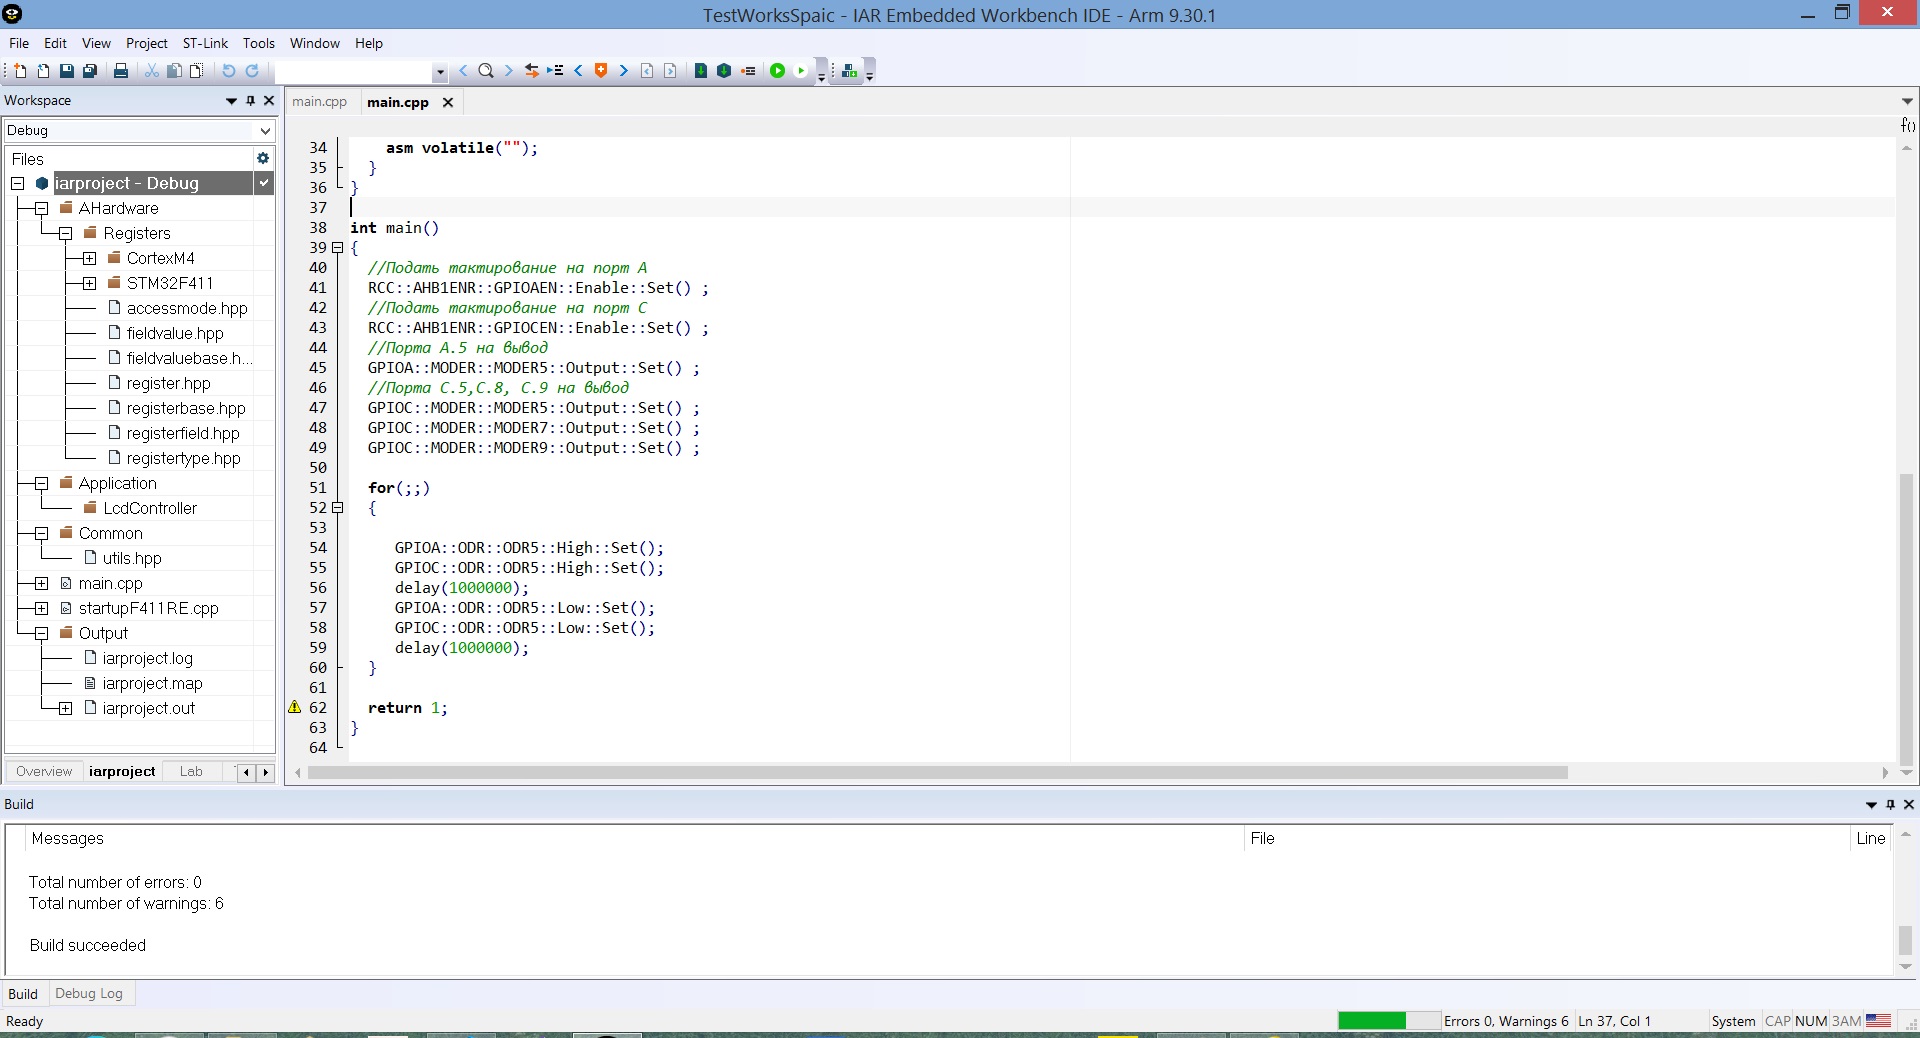 TestWorksSpaic - IAR Embedded Workbench IDE - Arm 9.30.1
File Edit View Project ST-Link Tools Window Help
Workspace
Debug
Files
iarproject - Debug
AHardware
Registers
CortexM4
STM32F411
accessmode.hpp
fieldvalue.hpp
fieldvaluebase.h...
register.hpp
registerbase.hpp
registerfield.hpp
registertype.hpp
Application
LcdController
Common
utils.hpp
main.cpp
startupF411RE.cpp
Output
iarproject.log
iarproject.map
iarproject.out
Overview iarproject Lab
main.cpp main.cpp
f()
34 asm volatile("");
35 }
36 }
37
38 int main()
39 {
40 //Подать тактирование на порт А
41 RCC::AHB1ENR::GPIOAEN::Enable::Set() ;
42 //Подать тактирование на порт С
43 RCC::AHB1ENR::GPIOCEN::Enable::Set() ;
44 //Порта А.5 на вывод
45 GPIOA::MODER::MODER5::Output::Set() ;
46 //Порта С.5,С.8, С.9 на вывод
47 GPIOC::MODER::MODER5::Output::Set() ;
48 GPIOC::MODER::MODER7::Output::Set() ;
49 GPIOC::MODER::MODER9::Output::Set() ;
50
51 for(;;)
52 {
53
54 GPIOA::ODR::ODR5::High::Set();
55 GPIOC::ODR::ODR5::High::Set();
56 delay(1000000);
57 GPIOA::ODR::ODR5::Low::Set();
58 GPIOC::ODR::ODR5::Low::Set();
59 delay(1000000);
60 }
61
62 return 1;
63 }
64
Build
Messages File Line
Total number of errors: 0
Total number of warnings: 6
Build succeeded
Build Debug Log
Ready Errors 0, Warnings 6 Ln 37, Col 1 System CAP NUM ЗАМ